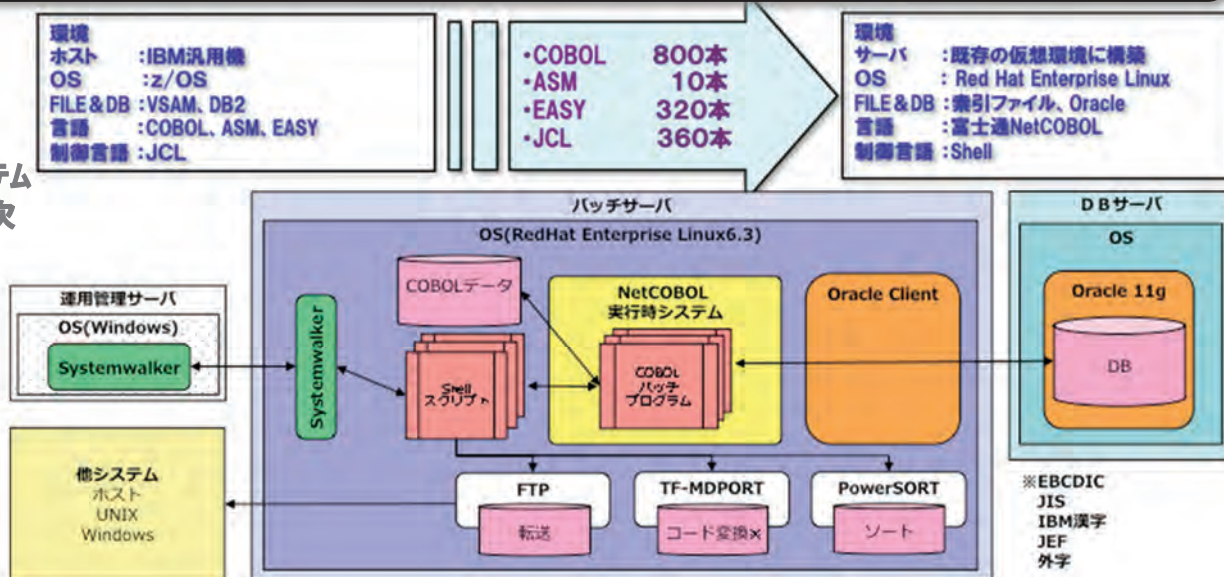 環境
ホスト :IBM汎用機
OS :z/OS
FILE&DB :VSAM、DB2
言語 :COBOL、ASM、EASY
制御言語 :JCL
・COBOL 800本
・ASM 10本
・EASY 320本
・JCL 360本
環境
サーバ :既存の仮想環境に構築
OS : Red Hat Enterprise Linux
FILE&DB :索引ファイル、Oracle
言語 :富士通NetCOBOL
制御言語 :Shell
テム
次
バッチサーバ
OS(RedHat Enterprise Linux6.3)
DBサーバ
OS
運用管理サーバ
OS(Windows)
Systemwalker
Systemwalker
COBOLデータ
Shell
スクリプト
NetCOBOL
実行時システム
COBOL
バッチ
プログラム
Oracle Client
Oracle 11g
DB
他システム
ホスト
UNIX
Windows
FTP
転送
TF-MDPORT
コード変換※
PowerSORT
ソート
※EBCDIC
JIS
IBM漢字
JEF
外字